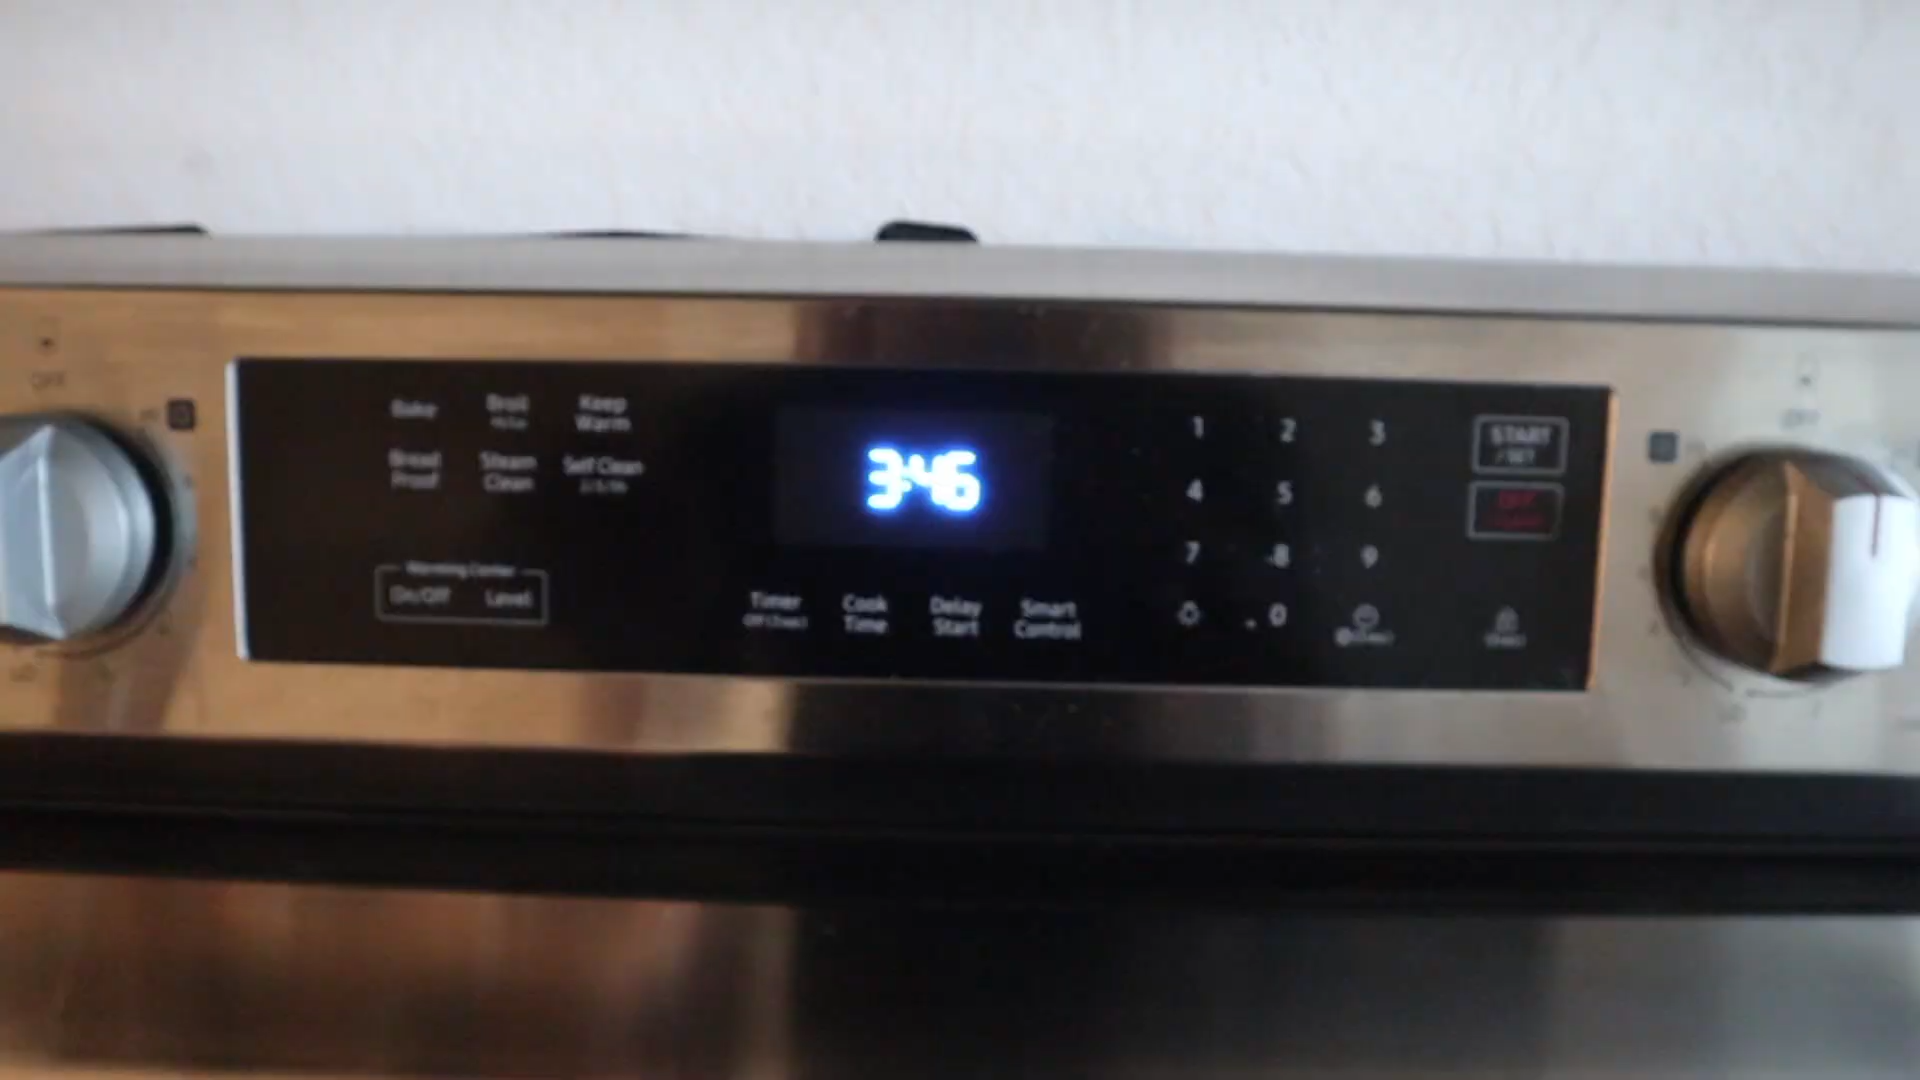 OFF
Bake
Broil
Keep
Warm
Bread
Proof
Steam
Clean
Self Clean
Warming Center
On/Off
Level
3:46
Timer
Cook
Time
Delay
Start
Smart
Control
1 2 3
4 5 6
7 8 9
0
START
/SET
OFF
OFF